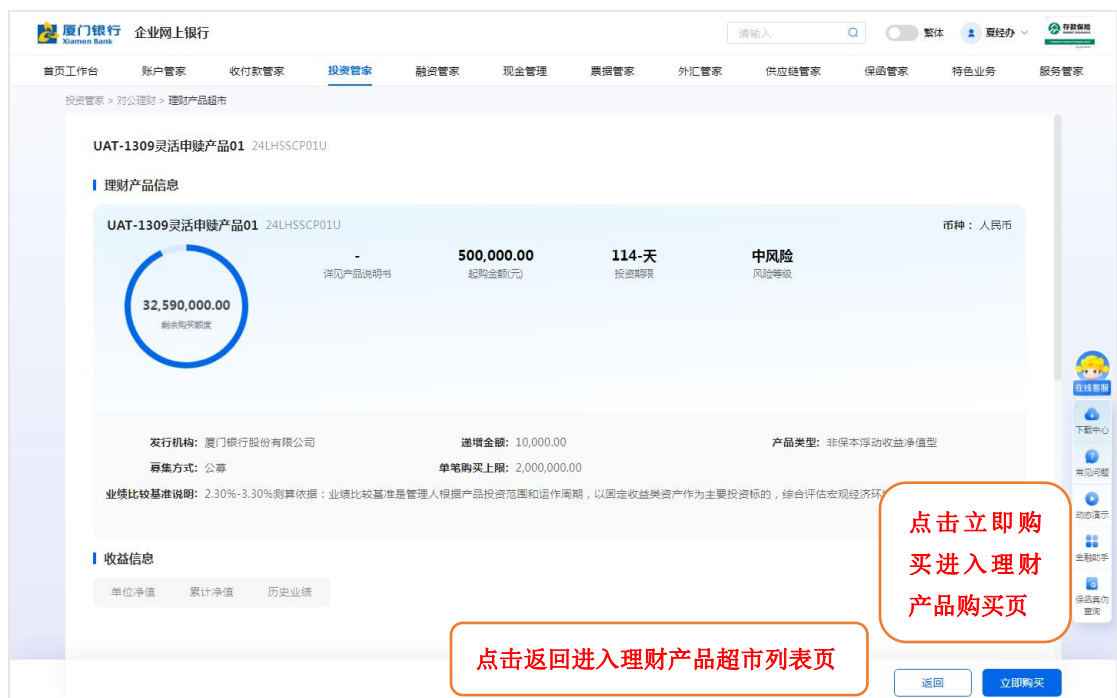 厦门银行 企业网上银行
Xiamen Bank
请输入 繁体 夏经办 存款保险
首页工作台 账户管家 收付款管家 投资管家 融资管家 现金管理 票据管家 外汇管家 供应链管家 保函管家 特色业务 服务管家
投资管家 > 对公理财 > 理财产品超市
UAT-1309灵活申赎产品01 24LHSSCP01U
理财产品信息
UAT-1309灵活申赎产品01 24LHSSCP01U 币种： 人民币
- 500,000.00 114-天 中风险
详见产品说明书 起购金额(元) 投资期限 风险等级
32,590,000.00
剩余购买额度
在线客服
下载中心
发行机构: 厦门银行股份有限公司 递增金额: 10,000.00 产品类型: 非保本浮动收益净值型
募集方式: 公募 单笔购买上限: 2,000,000.00
常见问题
业绩比较基准说明: 2.30%-3.30%测算依据：业绩比较基准是管理人根据产品投资范围和运作周期，以固定收益类资产作为主要投资标的，综合评估宏观经济环
动态演示
点击立即购
买进入理财
产品购买页
收益信息
金融助手
单位净值 累计净值 历史业绩
保函真伪
查询
点击返回进入理财产品超市列表页
返回 立即购买